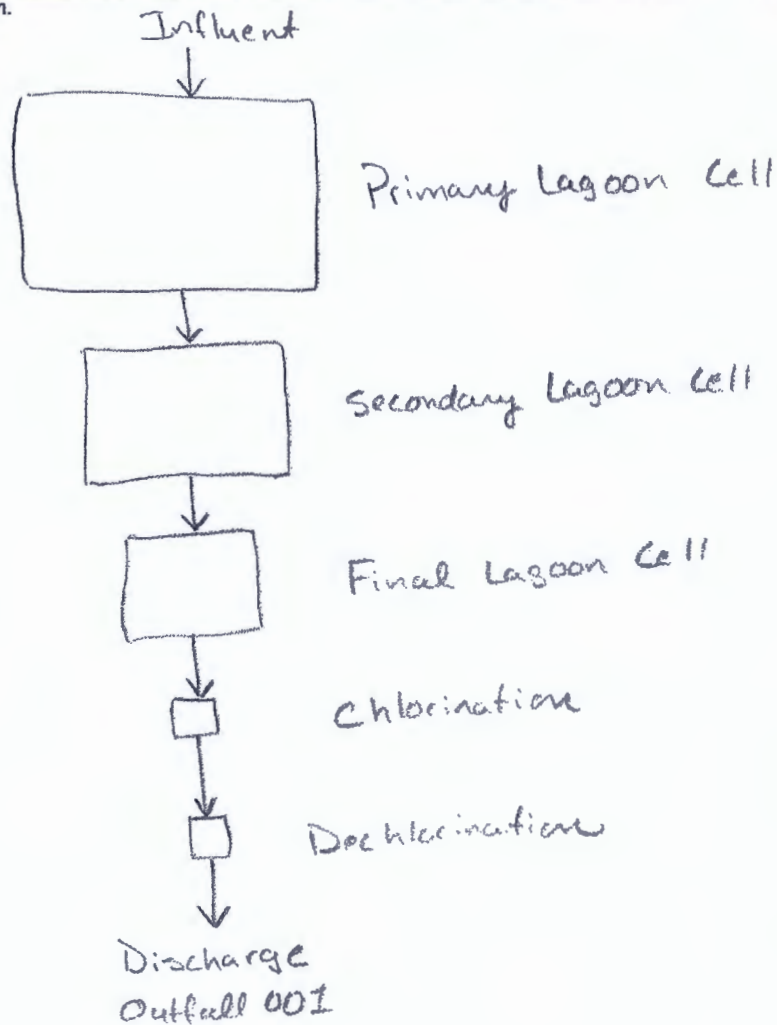 n.
Influent
Primary Lagoon Cell
Secondary Lagoon Cell
Final Lagoon Cell
Chlorination
Dechlorination
Discharge
Outfall 001